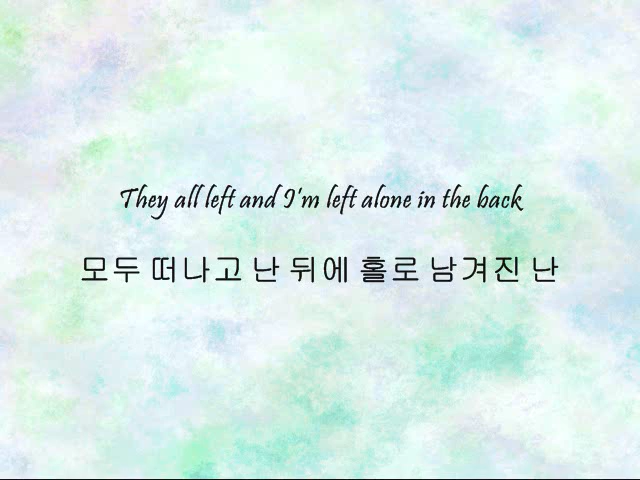 They all left and I'm left alone in the back
모두 떠나고 난 뒤에 홀로 남겨진 난